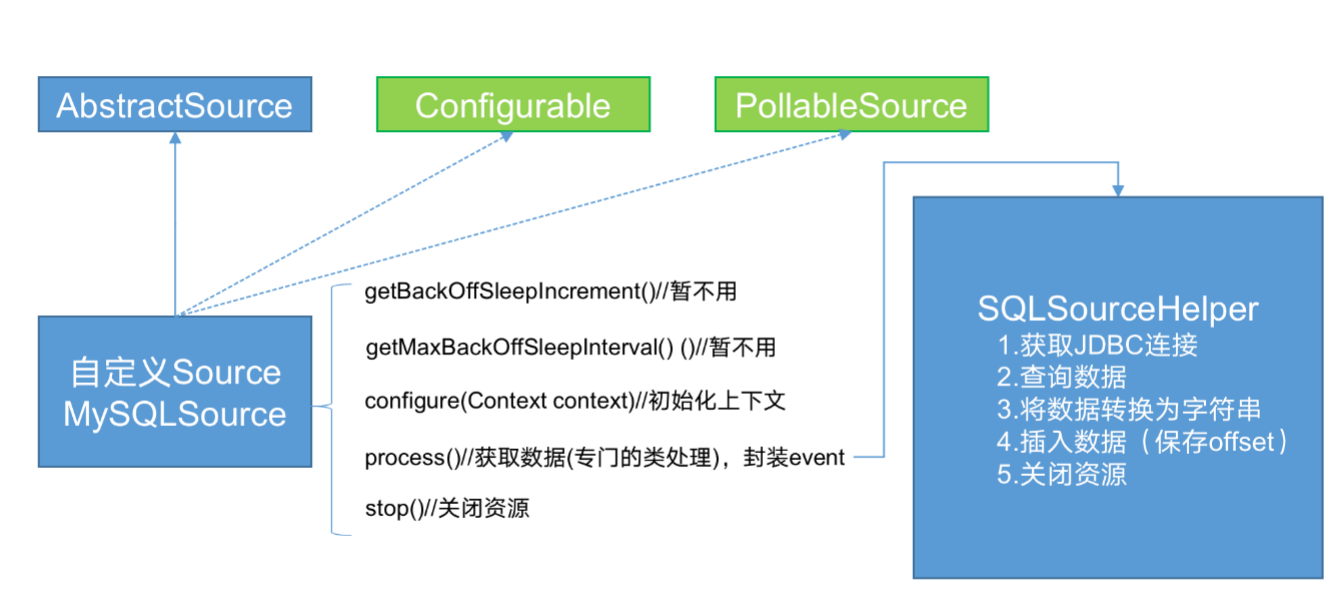 AbstractSource
Configurable
PollableSource
自定义Source
MySQLSource
getBackOffSleepIncrement()//暂不用
getMaxBackOffSleepInterval() ()//暂不用
configure(Context context)//初始化上下文
process()//获取数据(专门的类处理)，封装event
stop()//关闭资源
SQLSourceHelper
1.获取JDBC连接
2.查询数据
3.将数据转换为字符串
4.插入数据（保存offset）
5.关闭资源